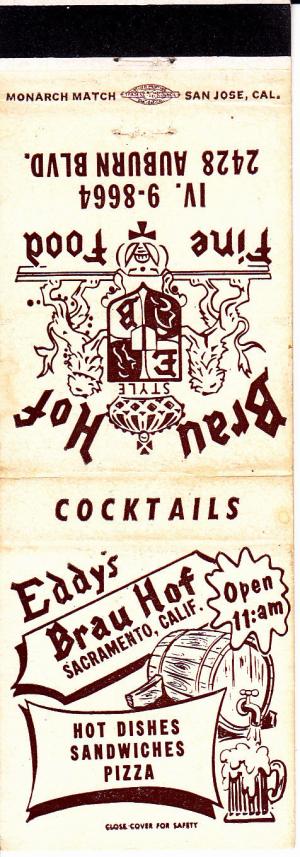 MONARCH MATCH SAN JOSE, CAL.
Brau Hof
STYLE
E
B
Fine Food
IV. 9-8664
2428 AUBURN BLVD.
COCKTAILS
Eddy's
Brau Hof
SACRAMENTO, CALIF.
Open
11:am
HOT DISHES
SANDWICHES
PIZZA
CLOSE COVER FOR SAFETY